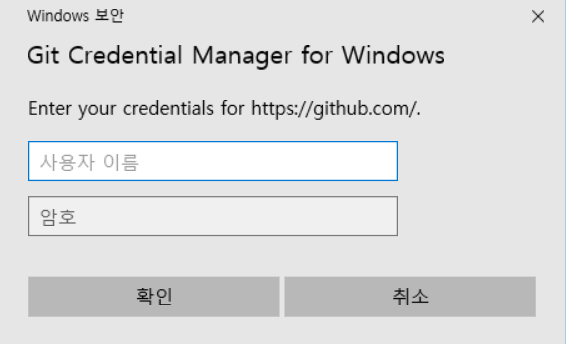 Windows 보안
Git Credential Manager for Windows
Enter your credentials for https://github.com/.
사용자 이름
암호
확인 취소